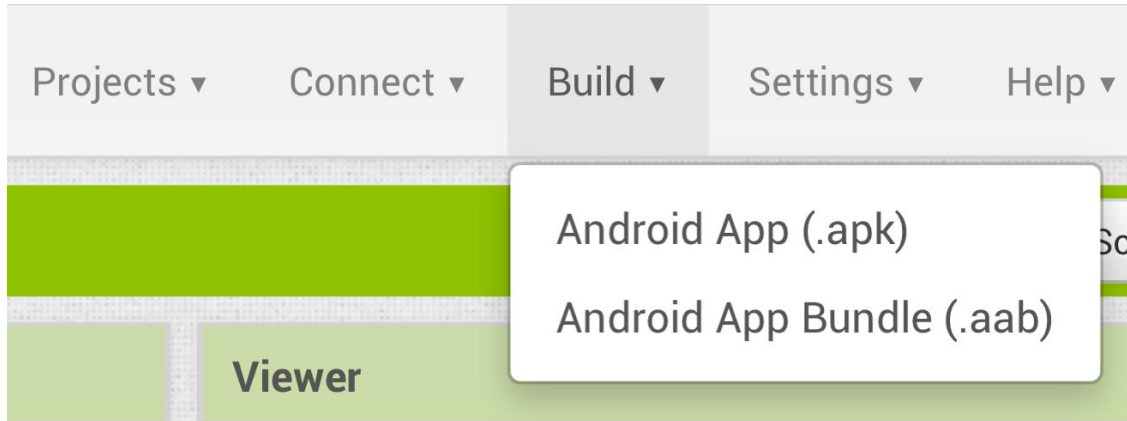 Projects ▾ Connect ▾ Build ▾ Settings ▾ Help ▾
Android App (.apk)
Android App Bundle (.aab)
Viewer